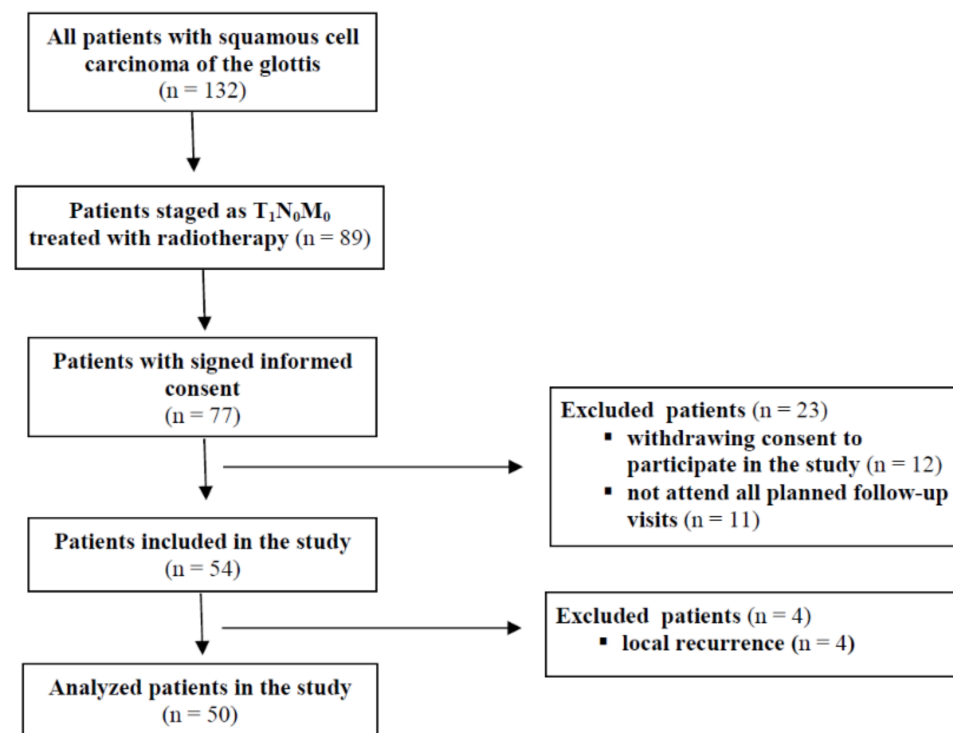 All patients with squamous cell
carcinoma of the glottis
(n = 132)
Patients staged as T₁N₀M₀
treated with radiotherapy (n = 89)
Patients with signed informed
consent
(n = 77)
Excluded patients (n = 23)
▪ withdrawing consent to
participate in the study (n = 12)
▪ not attend all planned follow-up
visits (n = 11)
Patients included in the study
(n = 54)
Excluded patients (n = 4)
▪ local recurrence (n = 4)
Analyzed patients in the study
(n = 50)